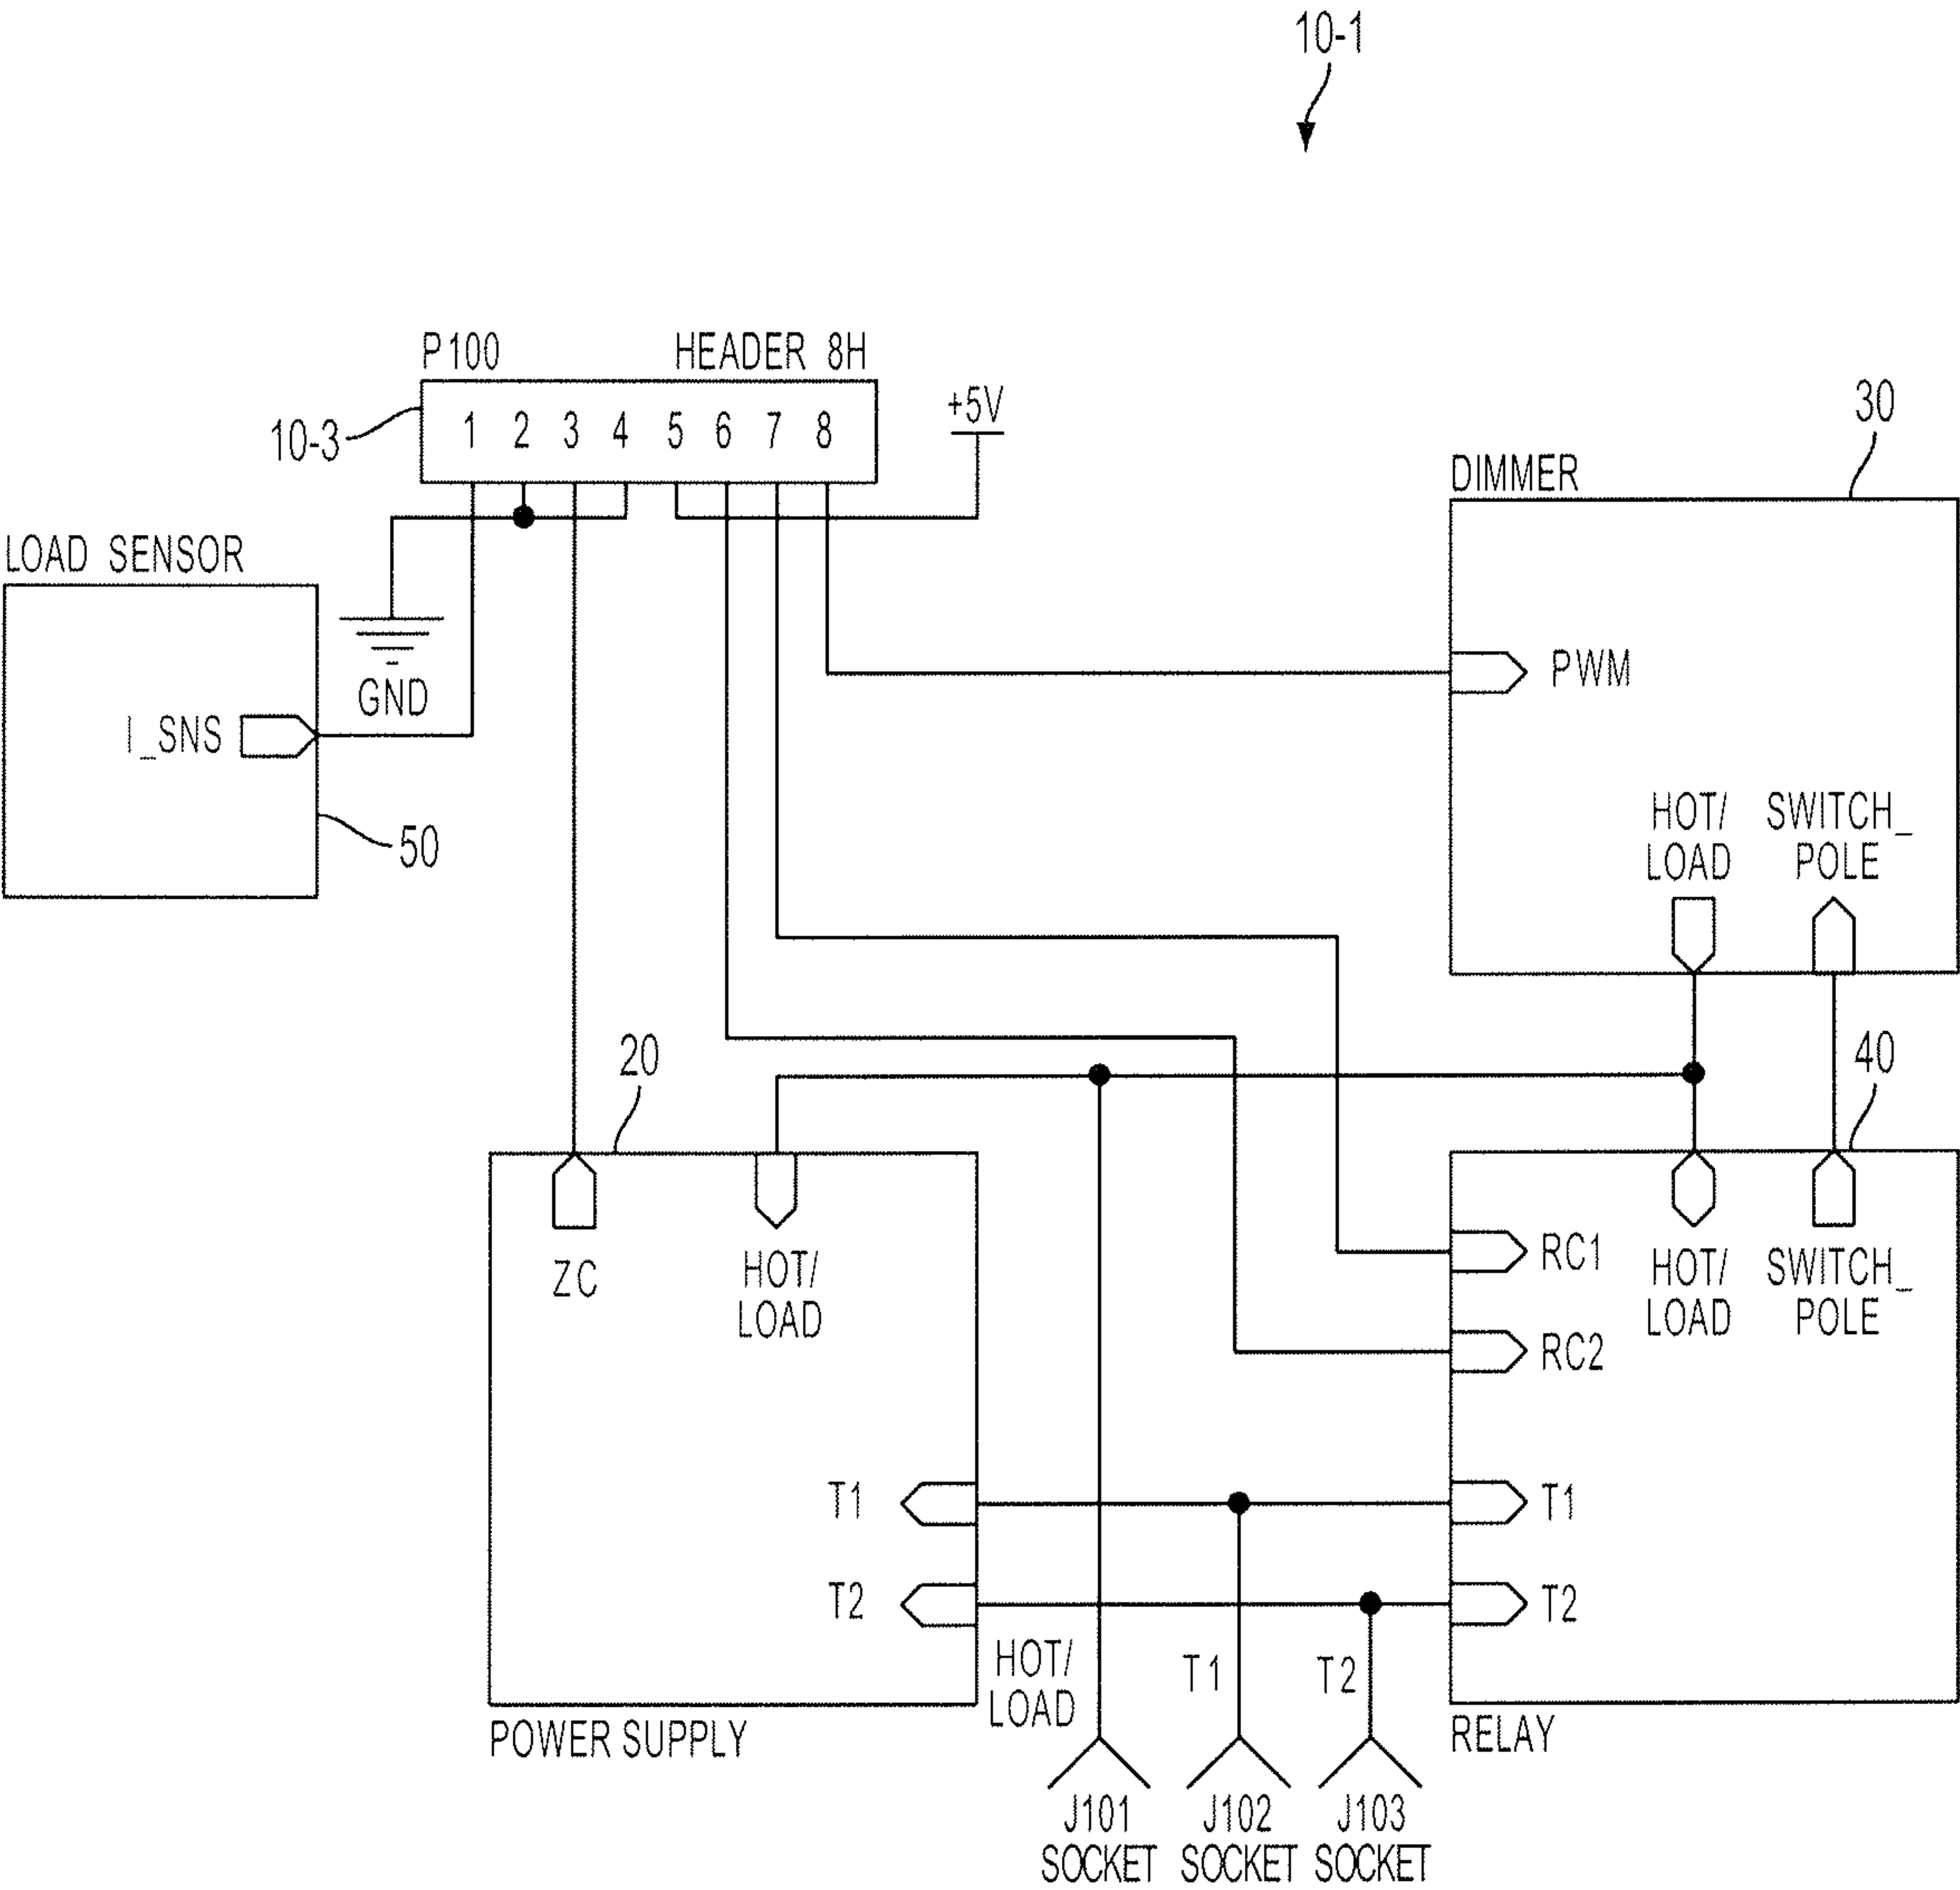 10-1
P100 HEADER 8H
+5V
1 2 3 4 5 6 7 8
10-3
30
DIMMER
LOAD SENSOR
PWM
GND
I_SNS
50
HOT/
LOAD
SWITCH_
POLE
20
40
ZC
HOT/
LOAD
RC1
RC2
HOT/
LOAD
SWITCH_
POLE
T1
T2
T1
T2
HOT/
LOAD
T1
T2
POWER SUPPLY
RELAY
J101
SOCKET
J102
SOCKET
J103
SOCKET